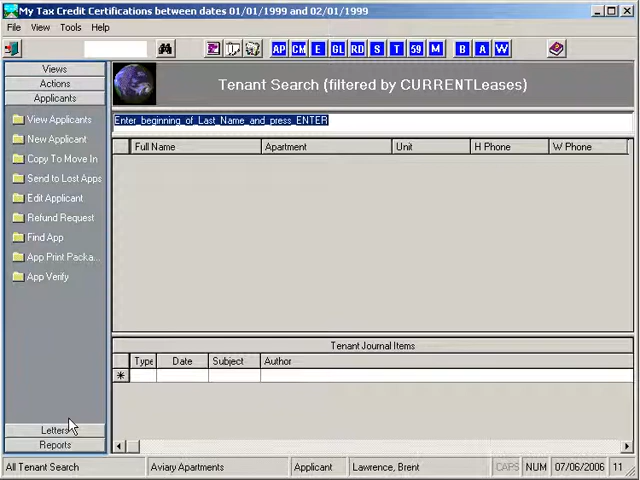 My Tax Credit Certifications between dates 01/01/1999 and 02/01/1999
File View Tools Help
AP CM E GL RD S T 59 M B A W
Views
Actions
Applicants
View Applicants
New Applicant
Copy To Move In
Send to Lost Apps
Edit Applicant
Refund Request
Find App
App Print Packa...
App Verify
Letters
Reports
Tenant Search (filtered by CURRENTLeases)
Enter_beginning_of_Last_Name_and_press_ENTER
Full Name Apartment Unit H Phone W Phone
Tenant Journal Items
Type Date Subject Author
All Tenant Search Aviary Apartments Applicant Lawrence, Brent CAPS NUM 07/06/2006 11